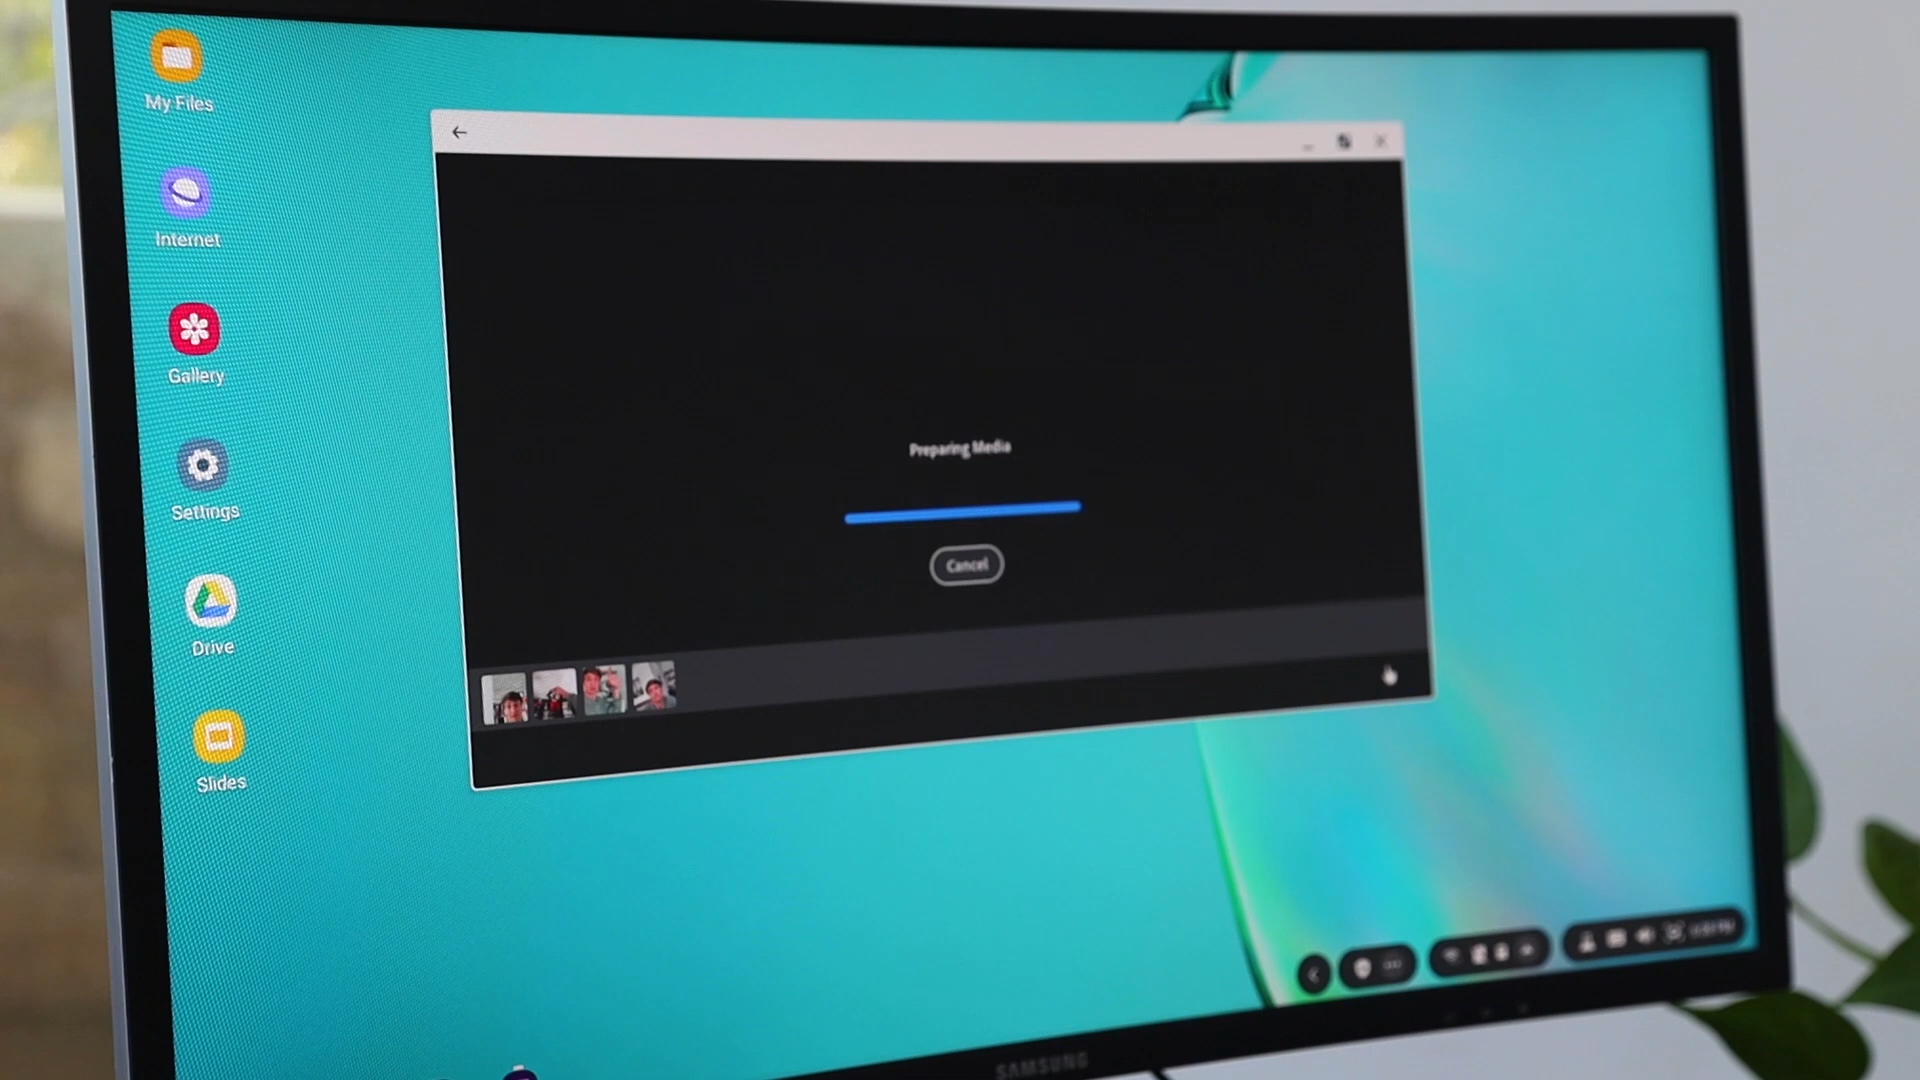 My Files
Internet
Gallery
Settings
Drive
Slides
Preparing Media
Cancel
SAMSUNG